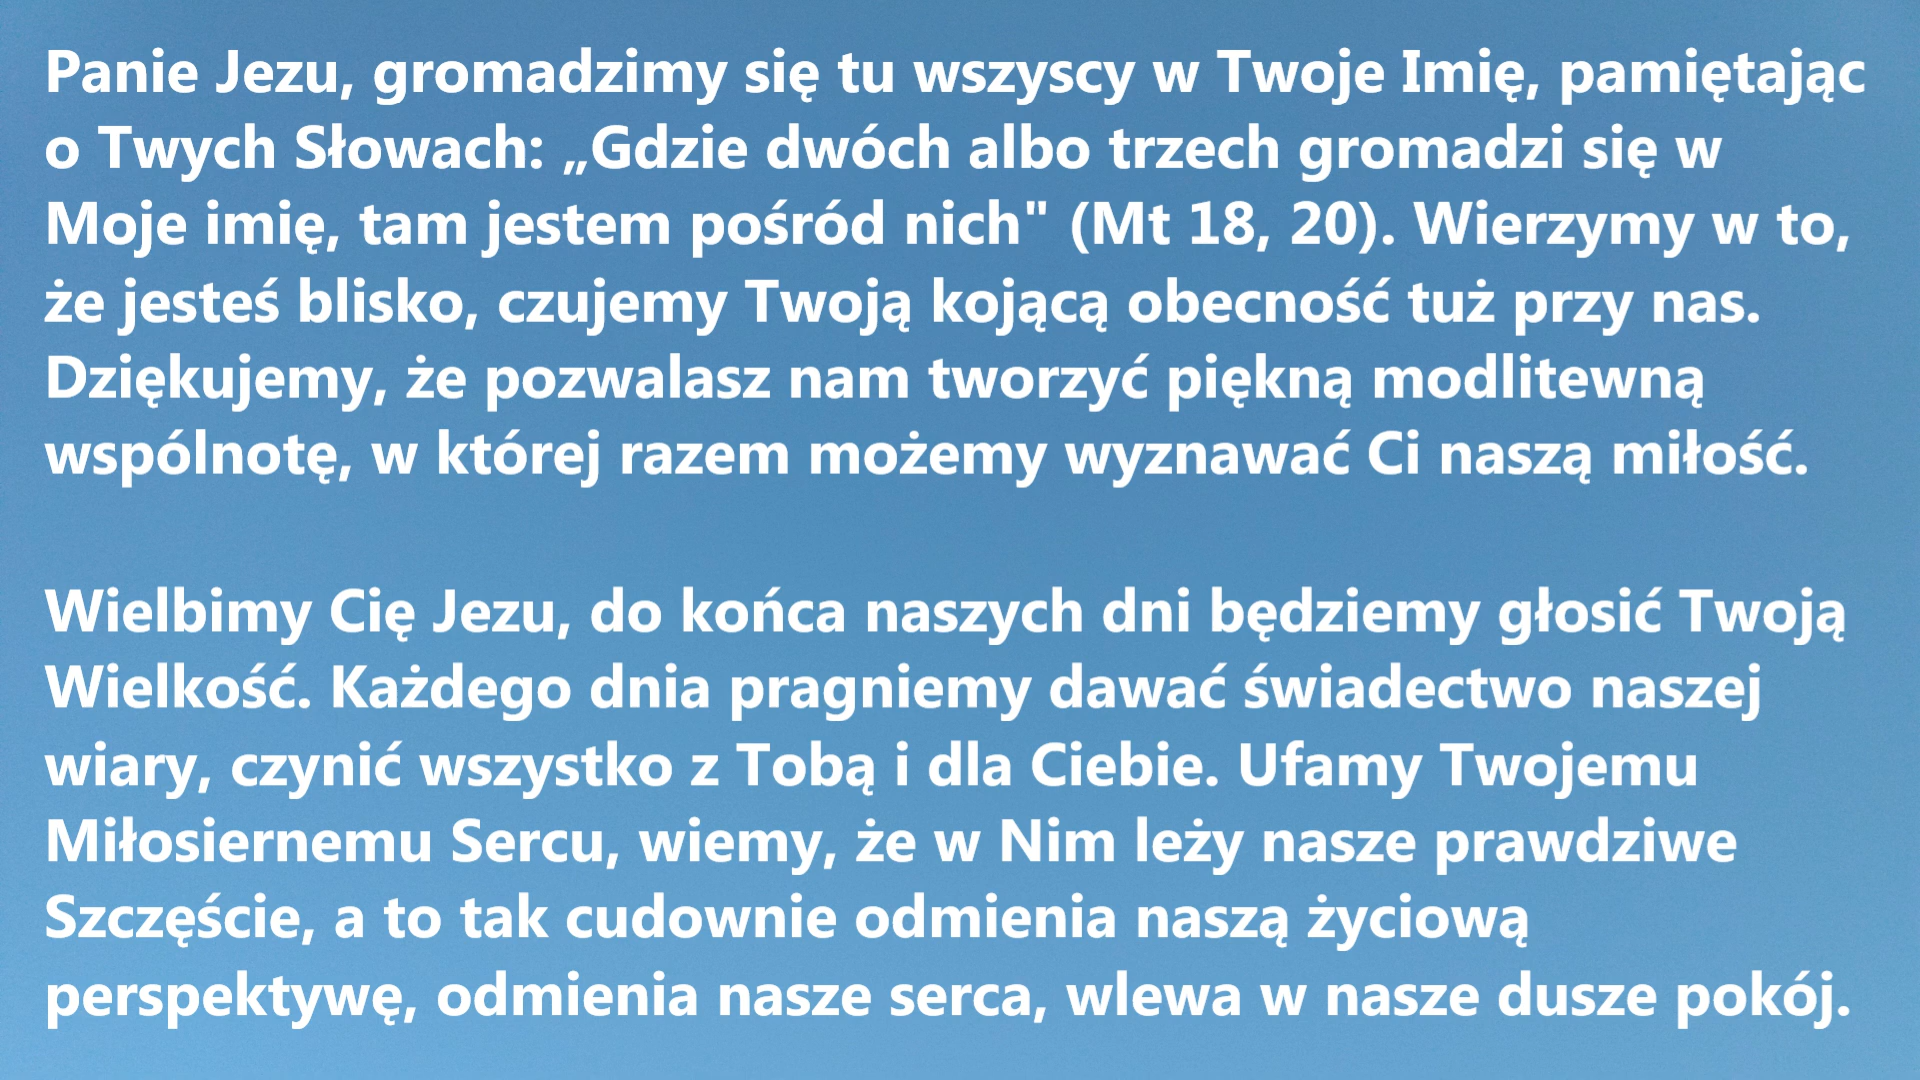 Panie Jezu, gromadzimy się tu wszyscy w Twoje Imię, pamiętając
o Twych Słowach: „Gdzie dwóch albo trzech gromadzi się w
Moje imię, tam jestem pośród nich" (Mt 18, 20). Wierzymy w to,
że jesteś blisko, czujemy Twoją kojącą obecność tuż przy nas.
Dziękujemy, że pozwalasz nam tworzyć piękną modlitewną
wspólnotę, w której razem możemy wyznawać Ci naszą miłość.
Wielbimy Cię Jezu, do końca naszych dni będziemy głosić Twoją
Wielkość. Każdego dnia pragniemy dawać świadectwo naszej
wiary, czynić wszystko z Tobą i dla Ciebie. Ufamy Twojemu
Miłosiernemu Sercu, wiemy, że w Nim leży nasze prawdziwe
Szczęście, a to tak cudownie odmienia naszą życiową
perspektywę, odmienia nasze serca, wlewa w nasze dusze pokój.